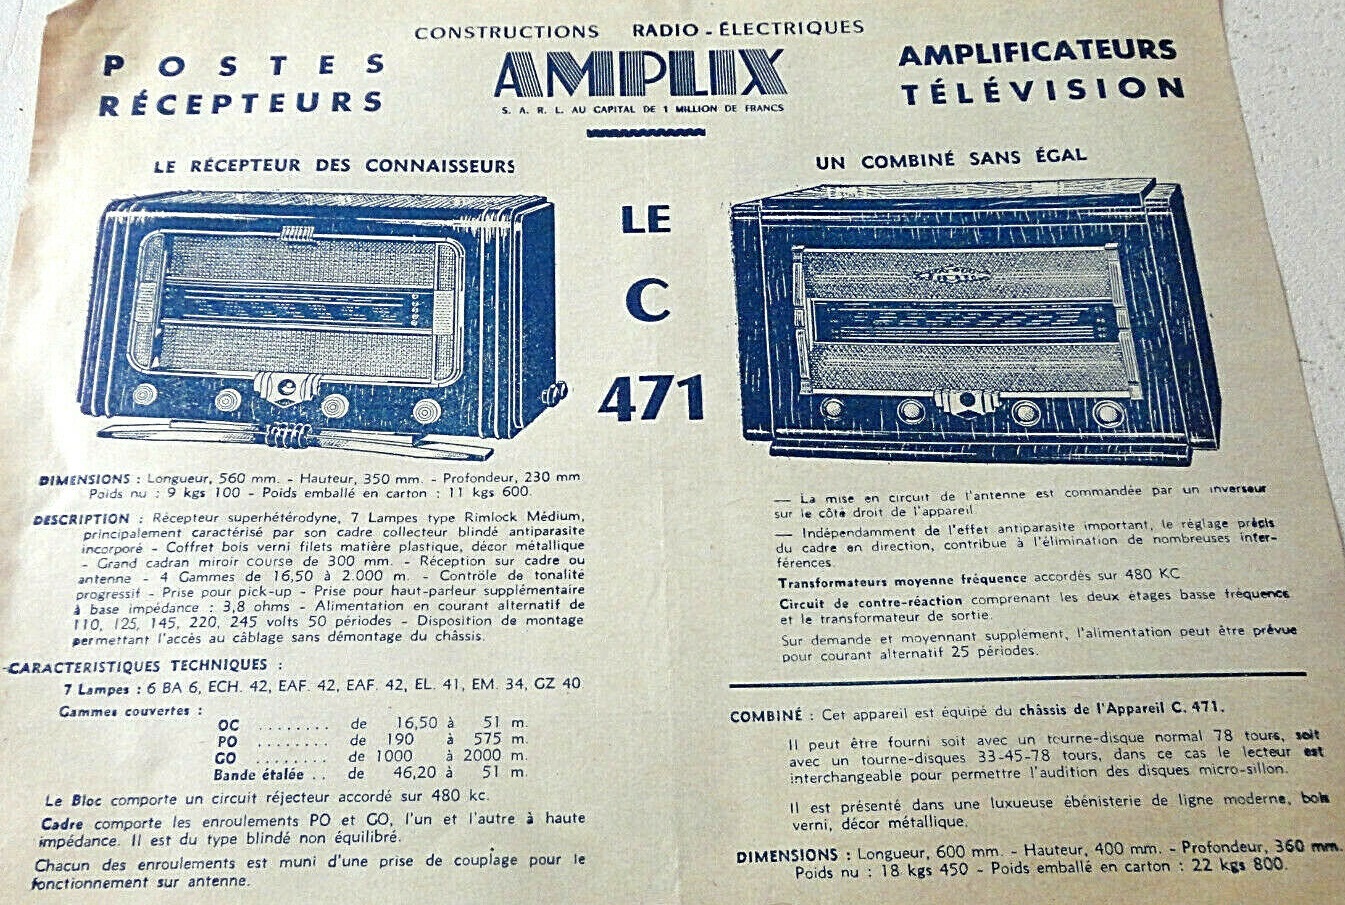 CONSTRUCTIONS RADIO-ÉLECTRIQUES
POSTES
RÉCEPTEURS
AMPLIX
S. A. R. L. AU CAPITAL DE 1 MILLION DE FRANCS
AMPLIFICATEURS
TÉLÉVISION
LE RÉCEPTEUR DES CONNAISSEURS
LE
C
471
UN COMBINÉ SANS ÉGAL
DIMENSIONS : Longueur, 560 mm. - Hauteur, 350 mm. - Profondeur, 230 mm
Poids nu : 9 kgs 100 - Poids emballé en carton : 11 kgs 600.
DESCRIPTION : Récepteur superhétérodyne, 7 Lampes type Rimlock Médium,
principalement caractérisé par son cadre collecteur blindé antiparasite
incorporé - Coffret bois verni filets matière plastique, décor métallique
- Grand cadran miroir course de 300 mm. - Réception sur cadre ou
antenne - 4 Gammes de 16,50 à 2.000 m. - Contrôle de tonalité
progressif - Prise pour pick-up - Prise pour haut-parleur supplémentaire
à base impédance : 3,8 ohms - Alimentation en courant alternatif de
110, 125, 145, 220, 245 volts 50 périodes - Disposition de montage
permettant l'accès au câblage sans démontage du châssis.
CARACTERISTIQUES TECHNIQUES :
7 Lampes : 6 BA 6, ECH. 42, EAF. 42, EAF. 42, EL. 41, EM. 34, GZ 40
Gammes couvertes :
OC ........ de 16,50 à 51 m.
PO ........ de 190 à 575 m.
GO ........ de 1000 à 2000 m.
Bande étalée .. de 46,20 à 51 m.
Le Bloc comporte un circuit réjecteur accordé sur 480 kc.
Cadre comporte les enroulements PO et GO, l'un et l'autre à haute
impédance. Il est du type blindé non équilibré.
Chacun des enroulements est muni d'une prise de couplage pour le
fonctionnement sur antenne.
— La mise en circuit de l'antenne est commandée par un inverseur
sur le côté droit de l'appareil
— Indépendamment de l'effet antiparasite important, le réglage précis
du cadre en direction, contribue à l'élimination de nombreuses inter-
férences.
Transformateurs moyenne fréquence accordés sur 480 KC
Circuit de contre-réaction comprenant les deux étages basse fréquence
et le transformateur de sortie.
Sur demande et moyennant supplément, l'alimentation peut être prévue
pour courant alternatif 25 périodes.
COMBINÉ : Cet appareil est équipé du châssis de l'Appareil C. 471.
Il peut être fourni soit avec un tourne-disque normal 78 tours, soit
avec un tourne-disques 33-45-78 tours, dans ce cas le lecteur est
interchangeable pour permettre l'audition des disques micro-sillon.
Il est présenté dans une luxueuse ébénisterie de ligne moderne, bois
verni, décor métallique.
DIMENSIONS : Longueur, 600 mm. - Hauteur, 400 mm. - Profondeur, 360 mm.
Poids nu : 18 kgs 450 - Poids emballé en carton : 22 kgs 800.